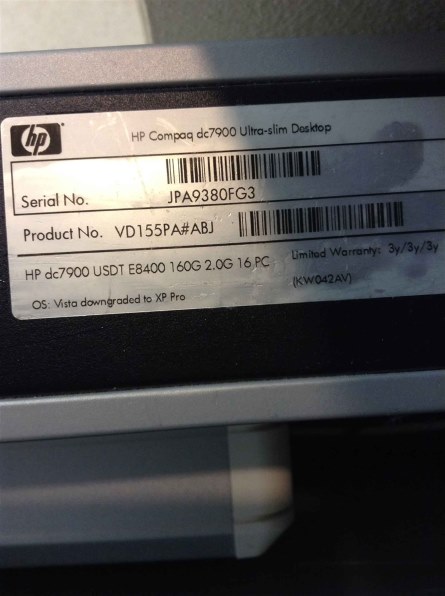 hp
HP Compaq dc7900 Ultra-slim Desktop
Serial No. JPA9380FG3
Product No. VD155PA#ABJ
HP dc7900 USDT E8400 160G 2.0G 16 PC
Limited Warranty: 3y/3y/3y
(KW042AV)
OS: Vista downgraded to XP Pro